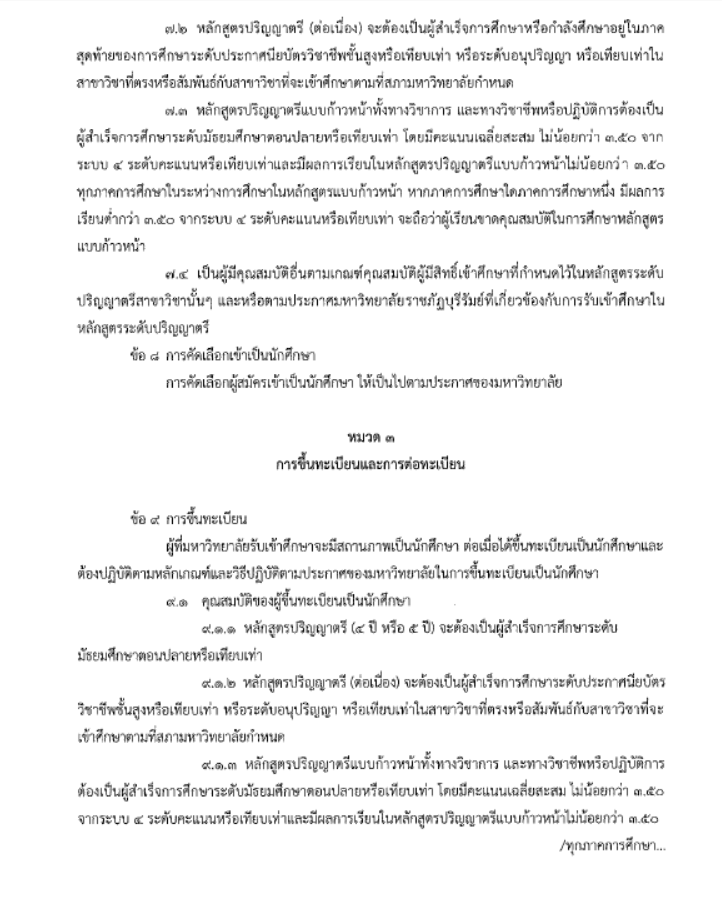 ๗.๒ หลักสูตรปริญญาตรี (ต่อเนื่อง) จะต้องเป็นผู้สำเร็จการศึกษาหรือกำลังศึกษาอยู่ในภาค
สุดท้ายของการศึกษาระดับประกาศนียบัตรวิชาชีพชั้นสูงหรือเทียบเท่า หรือระดับอนุปริญญา หรือเทียบเท่าใน
สาขาวิชาที่ตรงหรือสัมพันธ์กับสาขาวิชาที่จะเข้าศึกษาตามที่สภามหาวิทยาลัยกำหนด
๗.๓ หลักสูตรปริญญาตรีแบบก้าวหน้าทั้งทางวิชาการ และทางวิชาชีพหรือปฏิบัติการต้องเป็น
ผู้สำเร็จการศึกษาระดับมัธยมศึกษาตอนปลายหรือเทียบเท่า โดยมีคะแนนเฉลี่ยสะสม ไม่น้อยกว่า ๓.๕๐ จาก
ระบบ ๔ ระดับคะแนนหรือเทียบเท่าและมีผลการเรียนในหลักสูตรปริญญาตรีแบบก้าวหน้าไม่น้อยกว่า ๓.๕๐
ทุกภาคการศึกษาในระหว่างการศึกษาในหลักสูตรแบบก้าวหน้า หากภาคการศึกษาใดภาคการศึกษาหนึ่ง มีผลการ
เรียนต่ำกว่า ๓.๕๐ จากระบบ ๔ ระดับคะแนนหรือเทียบเท่า จะถือว่าผู้เรียนขาดคุณสมบัติในการศึกษาหลักสูตร
แบบก้าวหน้า
๗.๔ เป็นผู้มีคุณสมบัติอื่นตามเกณฑ์คุณสมบัติผู้มีสิทธิ์เข้าศึกษาที่กำหนดไว้ในหลักสูตรระดับ
ปริญญาตรีสาขาวิชานั้นๆ และหรือตามประกาศมหาวิทยาลัยราชภัฏบุรีรัมย์ที่เกี่ยวข้องกับการรับเข้าศึกษาใน
หลักสูตรระดับปริญญาตรี
ข้อ ๘ การคัดเลือกเข้าเป็นนักศึกษา
การคัดเลือกผู้สมัครเข้าเป็นนักศึกษา ให้เป็นไปตามประกาศของมหาวิทยาลัย
หมวด ๓
การขึ้นทะเบียนและการต่อทะเบียน
ข้อ ๙ การขึ้นทะเบียน
ผู้ที่มหาวิทยาลัยรับเข้าศึกษาจะมีสถานภาพเป็นนักศึกษา ต่อเมื่อได้ขึ้นทะเบียนเป็นนักศึกษาและ
ต้องปฏิบัติตามหลักเกณฑ์และวิธีปฏิบัติตามประกาศของมหาวิทยาลัยในการขึ้นทะเบียนเป็นนักศึกษา
๙.๑ คุณสมบัติของผู้ขึ้นทะเบียนเป็นนักศึกษา
๙.๑.๑ หลักสูตรปริญญาตรี (๔ ปี หรือ ๕ ปี) จะต้องเป็นผู้สำเร็จการศึกษาระดับ
มัธยมศึกษาตอนปลายหรือเทียบเท่า
๙.๑.๒ หลักสูตรปริญญาตรี (ต่อเนื่อง) จะต้องเป็นผู้สำเร็จการศึกษาระดับประกาศนียบัตร
วิชาชีพชั้นสูงหรือเทียบเท่า หรือระดับอนุปริญญา หรือเทียบเท่าในสาขาวิชาที่ตรงหรือสัมพันธ์กับสาขาวิชาที่จะ
เข้าศึกษาตามที่สภามหาวิทยาลัยกำหนด
๙.๑.๓ หลักสูตรปริญญาตรีแบบก้าวหน้าทั้งทางวิชาการ และทางวิชาชีพหรือปฏิบัติการ
ต้องเป็นผู้สำเร็จการศึกษาระดับมัธยมศึกษาตอนปลายหรือเทียบเท่า โดยมีคะแนนเฉลี่ยสะสม ไม่น้อยกว่า ๓.๕๐
จากระบบ ๔ ระดับคะแนนหรือเทียบเท่าและมีผลการเรียนในหลักสูตรปริญญาตรีแบบก้าวหน้าไม่น้อยกว่า ๓.๕๐
/ทุกภาคการศึกษา...